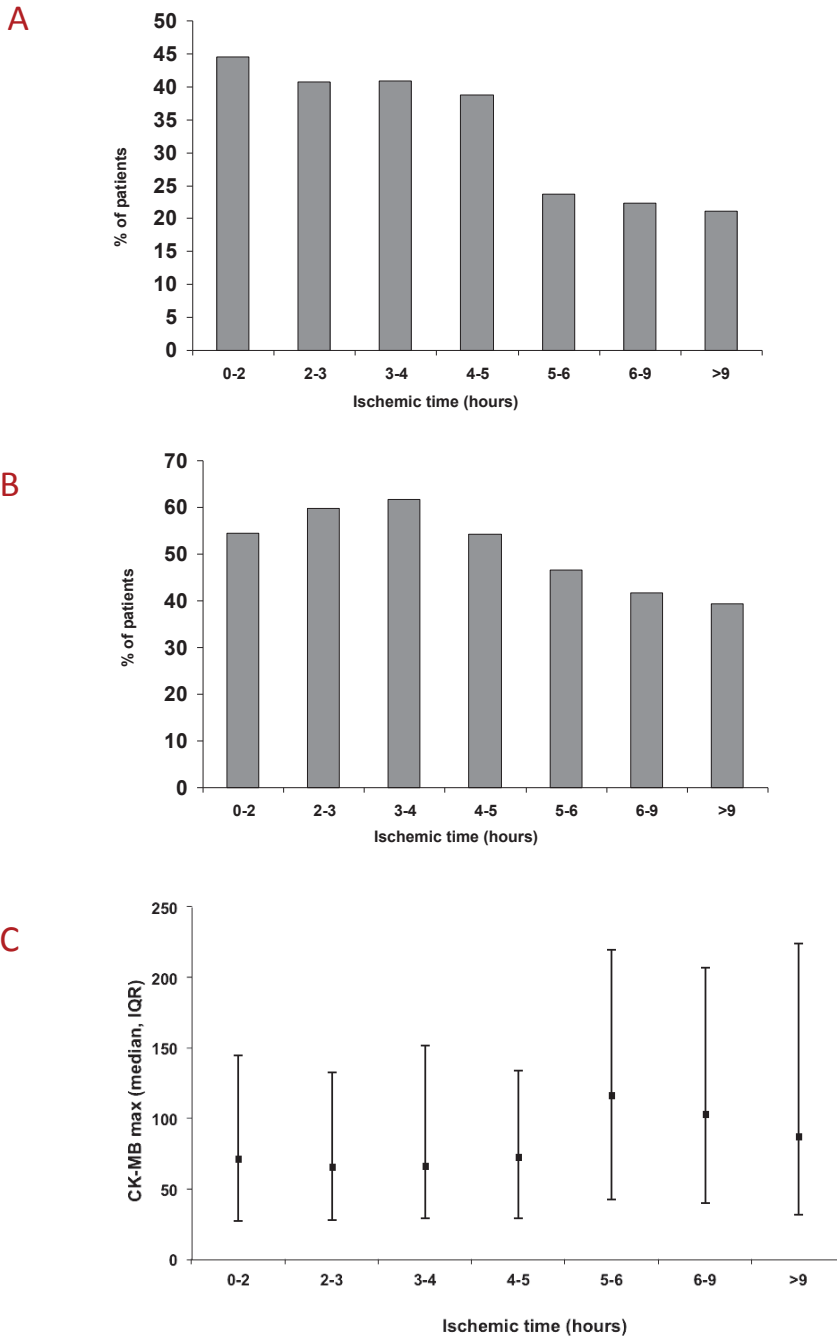 A
50
45
40
35
30
25
20
15
10
5
0
% of patients
0-2 2-3 3-4 4-5 5-6 6-9 >9
Ischemic time (hours)
B
70
60
50
40
30
20
10
0
% of patients
0-2 2-3 3-4 4-5 5-6 6-9 >9
Ischemic time (hours)
C
250
200
150
100
50
0
CK-MB max (median, IQR)
0-2 2-3 3-4 4-5 5-6 6-9 >9
Ischemic time (hours)